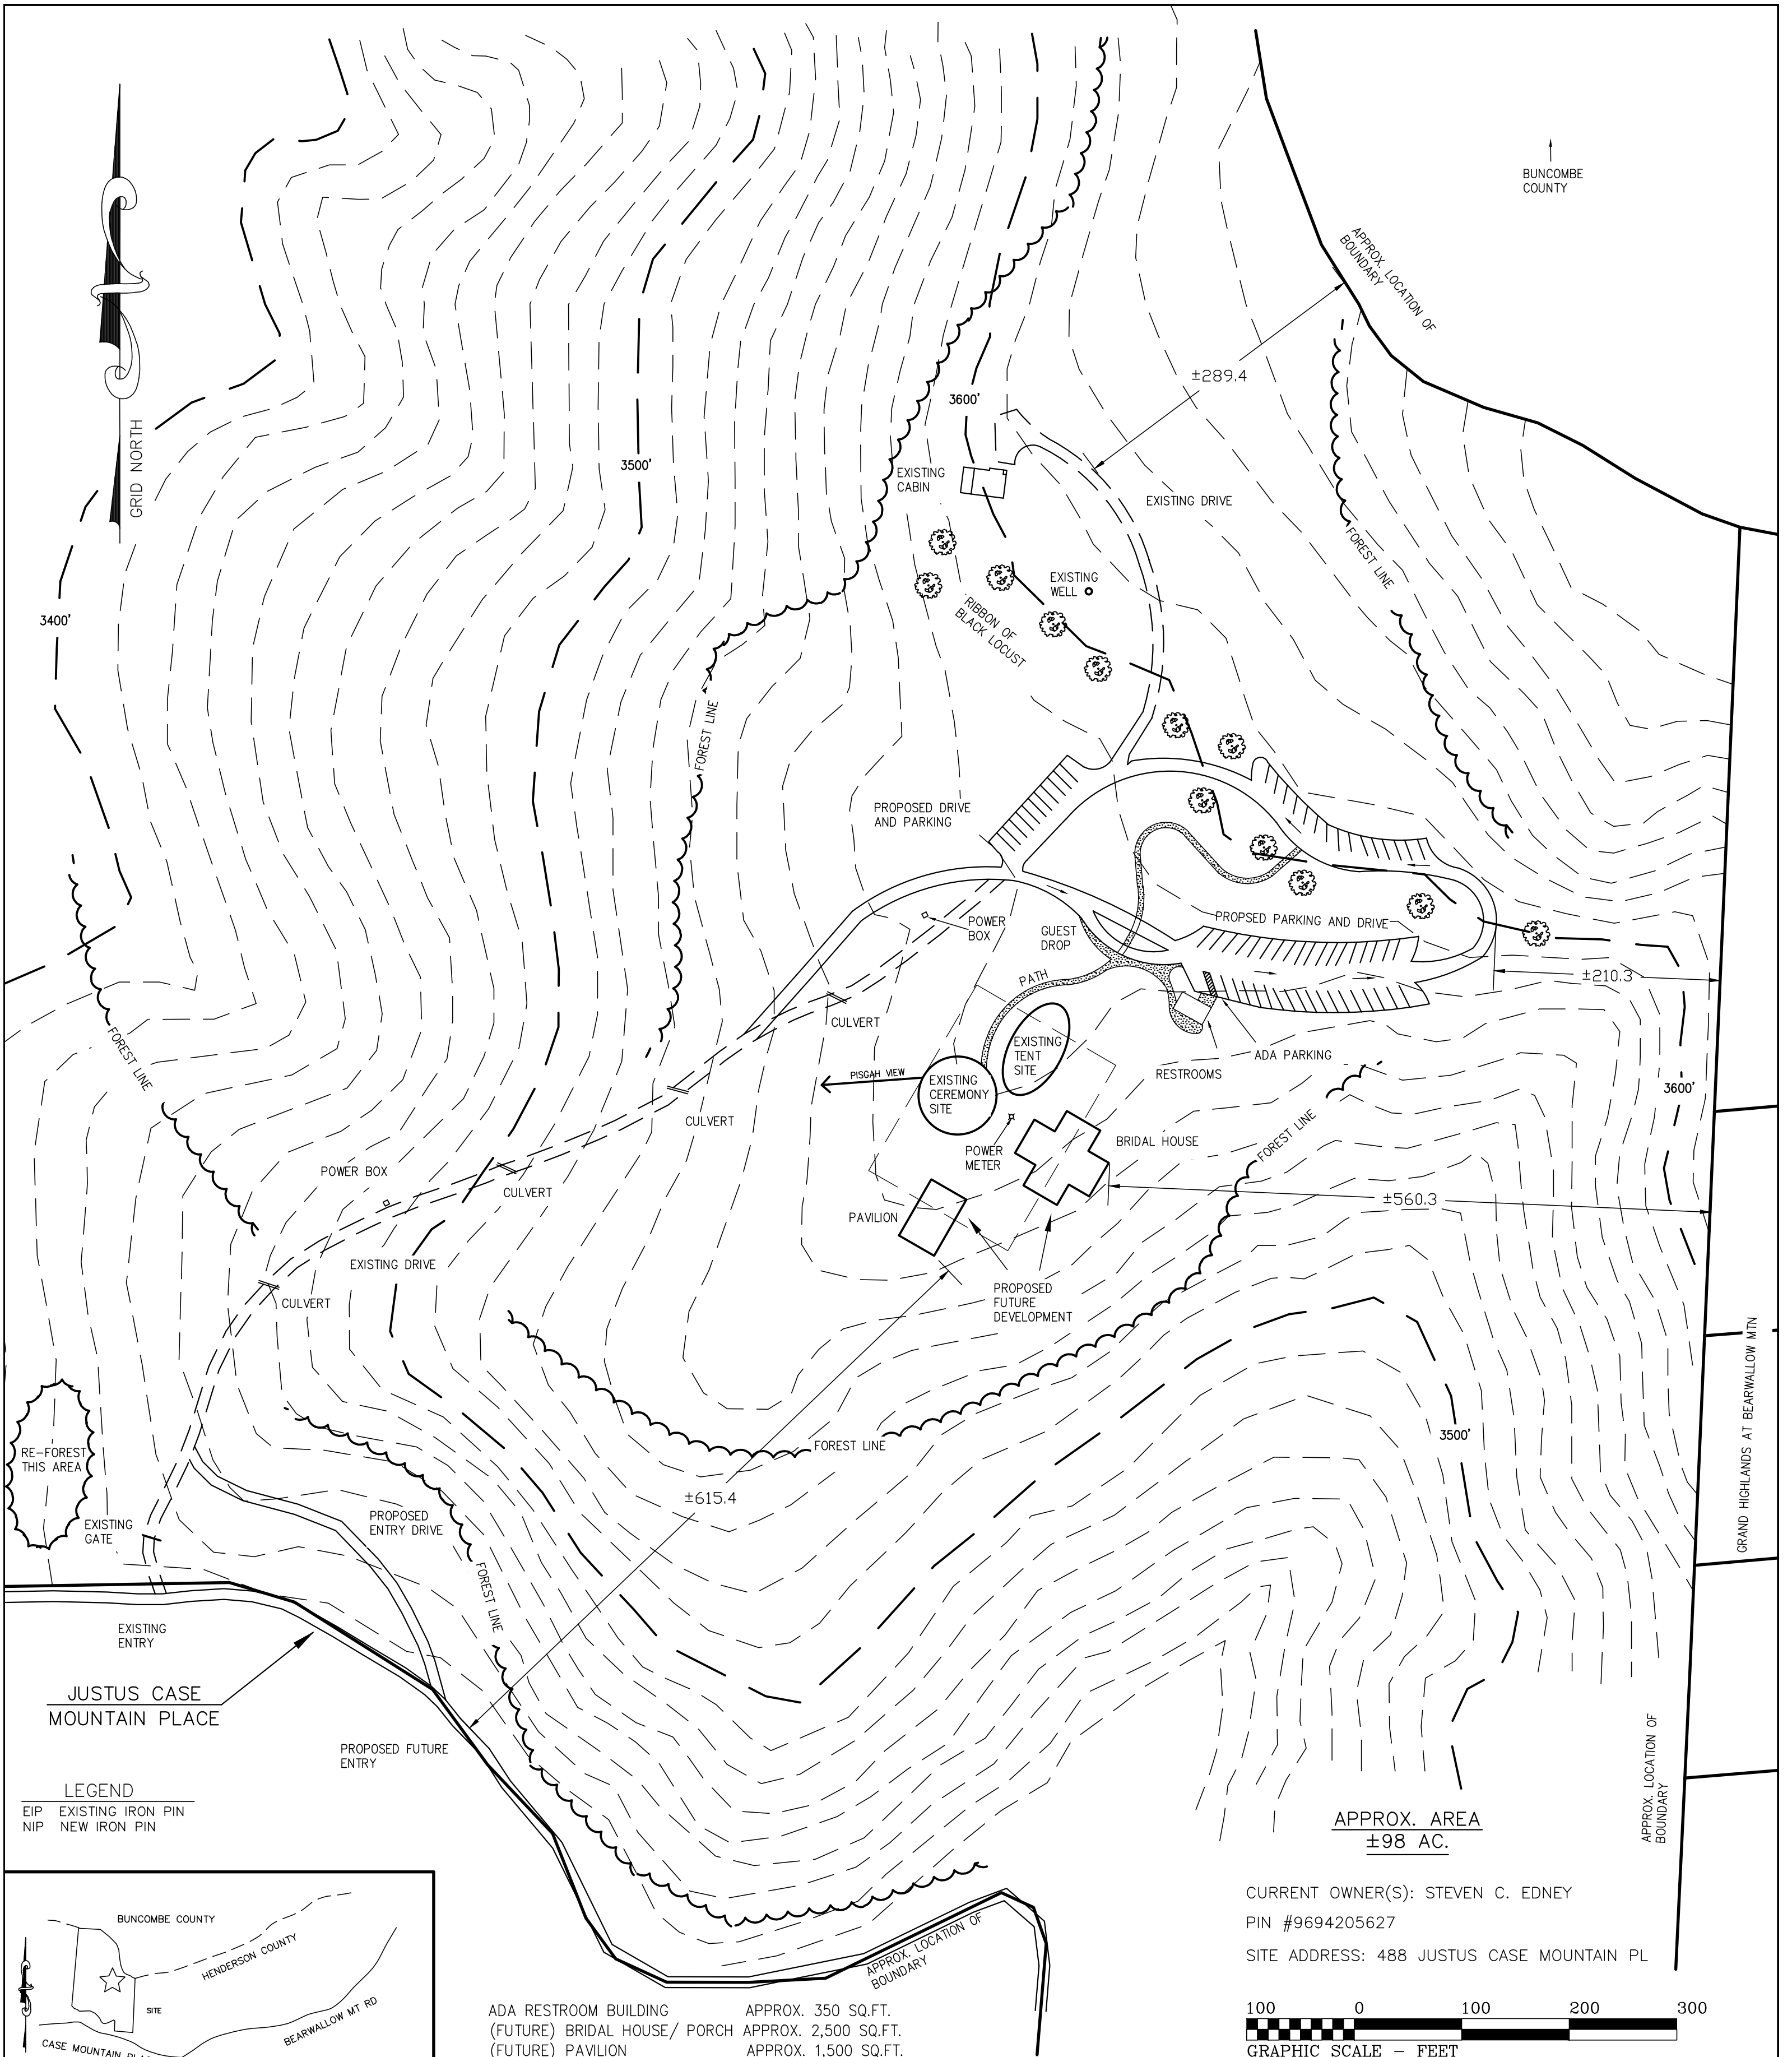 BUNCOMBE
COUNTY
APPROX. LOCATION OF
BOUNDARY
GRID NORTH
±289.4
3600'
3500'
3400'
EXISTING
CABIN
EXISTING DRIVE
FOREST LINE
EXISTING
WELL
RIBBON OF
BLACK LOCUST
FOREST LINE
PROPOSED DRIVE
AND PARKING
POWER
BOX
GUEST
DROP
PROPSED PARKING AND DRIVE
±210.3
PATH
CULVERT
FOREST LINE
EXISTING
TENT
SITE
ADA PARKING
RESTROOMS
PISGAH VIEW
EXISTING
CEREMONY
SITE
3600'
CULVERT
FOREST LINE
BRIDAL HOUSE
POWER
METER
POWER BOX
CULVERT
±560.3
PAVILION
EXISTING DRIVE
CULVERT
PROPOSED
FUTURE
DEVELOPMENT
GRAND HIGHLANDS AT BEARWALLOW MTN
3500'
FOREST LINE
RE-FOREST
THIS AREA
±615.4
PROPOSED
ENTRY DRIVE
EXISTING
GATE
FOREST LINE
EXISTING
ENTRY
JUSTUS CASE
MOUNTAIN PLACE
PROPOSED FUTURE
ENTRY
APPROX. LOCATION OF
BOUNDARY
LEGEND
EIP EXISTING IRON PIN
NIP NEW IRON PIN
APPROX. AREA
±98 AC.
CURRENT OWNER(S): STEVEN C. EDNEY
PIN #9694205627
SITE ADDRESS: 488 JUSTUS CASE MOUNTAIN PL
APPROX. LOCATION OF
BOUNDARY
BUNCOMBE COUNTY
HENDERSON COUNTY
SITE
BEARWALLOW MT RD
CASE MOUNTAIN
ADA RESTROOM BUILDING APPROX. 350 SQ.FT.
(FUTURE) BRIDAL HOUSE/ PORCH APPROX. 2,500 SQ.FT.
(FUTURE) PAVILION APPROX. 1,500 SQ.FT.
100 0 100 200 300
GRAPHIC SCALE – FEET